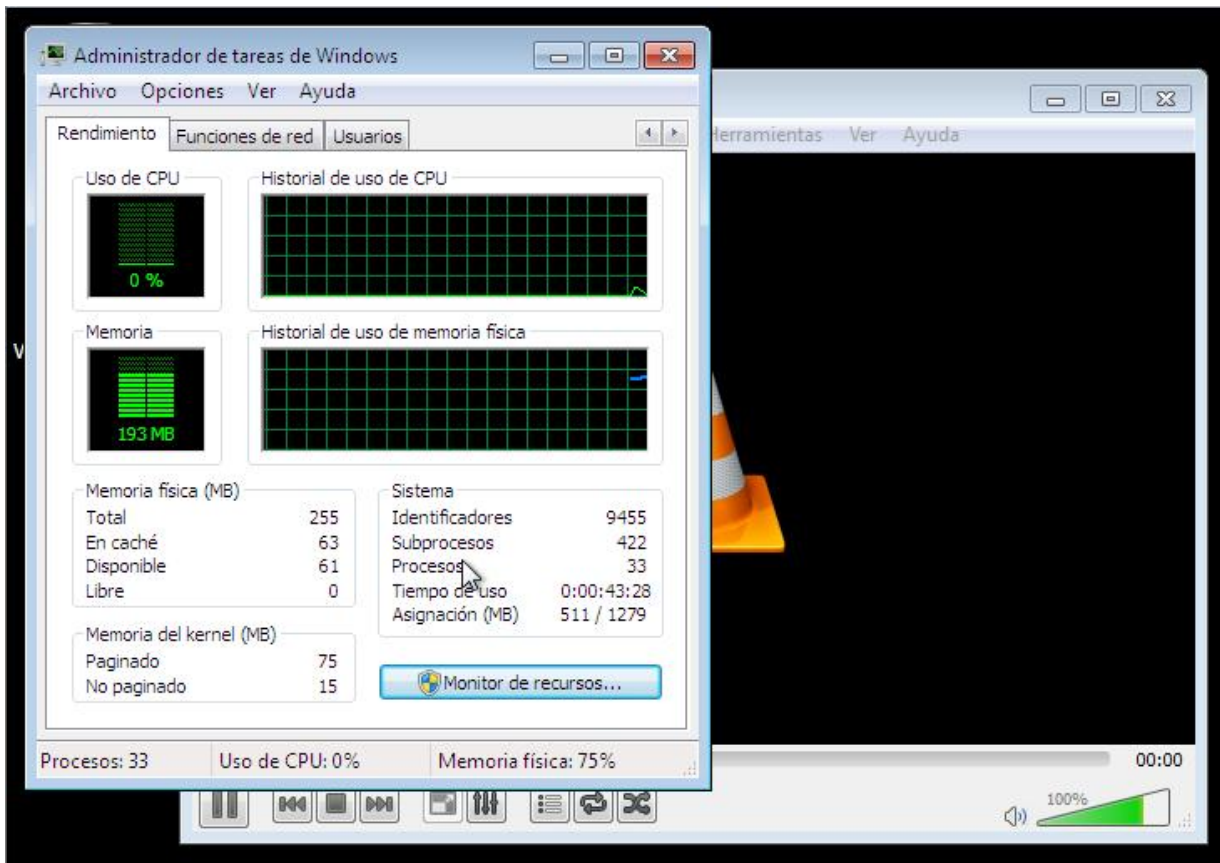 Administrador de tareas de Windows
Archivo Opciones Ver Ayuda
Rendimiento Funciones de red Usuarios
Herramientas Ver Ayuda
Uso de CPU Historial de uso de CPU
0 %
Memoria Historial de uso de memoria física
193 MB
Memoria física (MB)
Total 255
En caché 63
Disponible 61
Libre 0
Memoria del kernel (MB)
Paginado 75
No paginado 15
Sistema
Identificadores 9455
Subprocesos 422
Procesos 33
Tiempo de uso 0:00:43:28
Asignación (MB) 511 / 1279
Monitor de recursos...
Procesos: 33 Uso de CPU: 0% Memoria física: 75%
00:00
100%